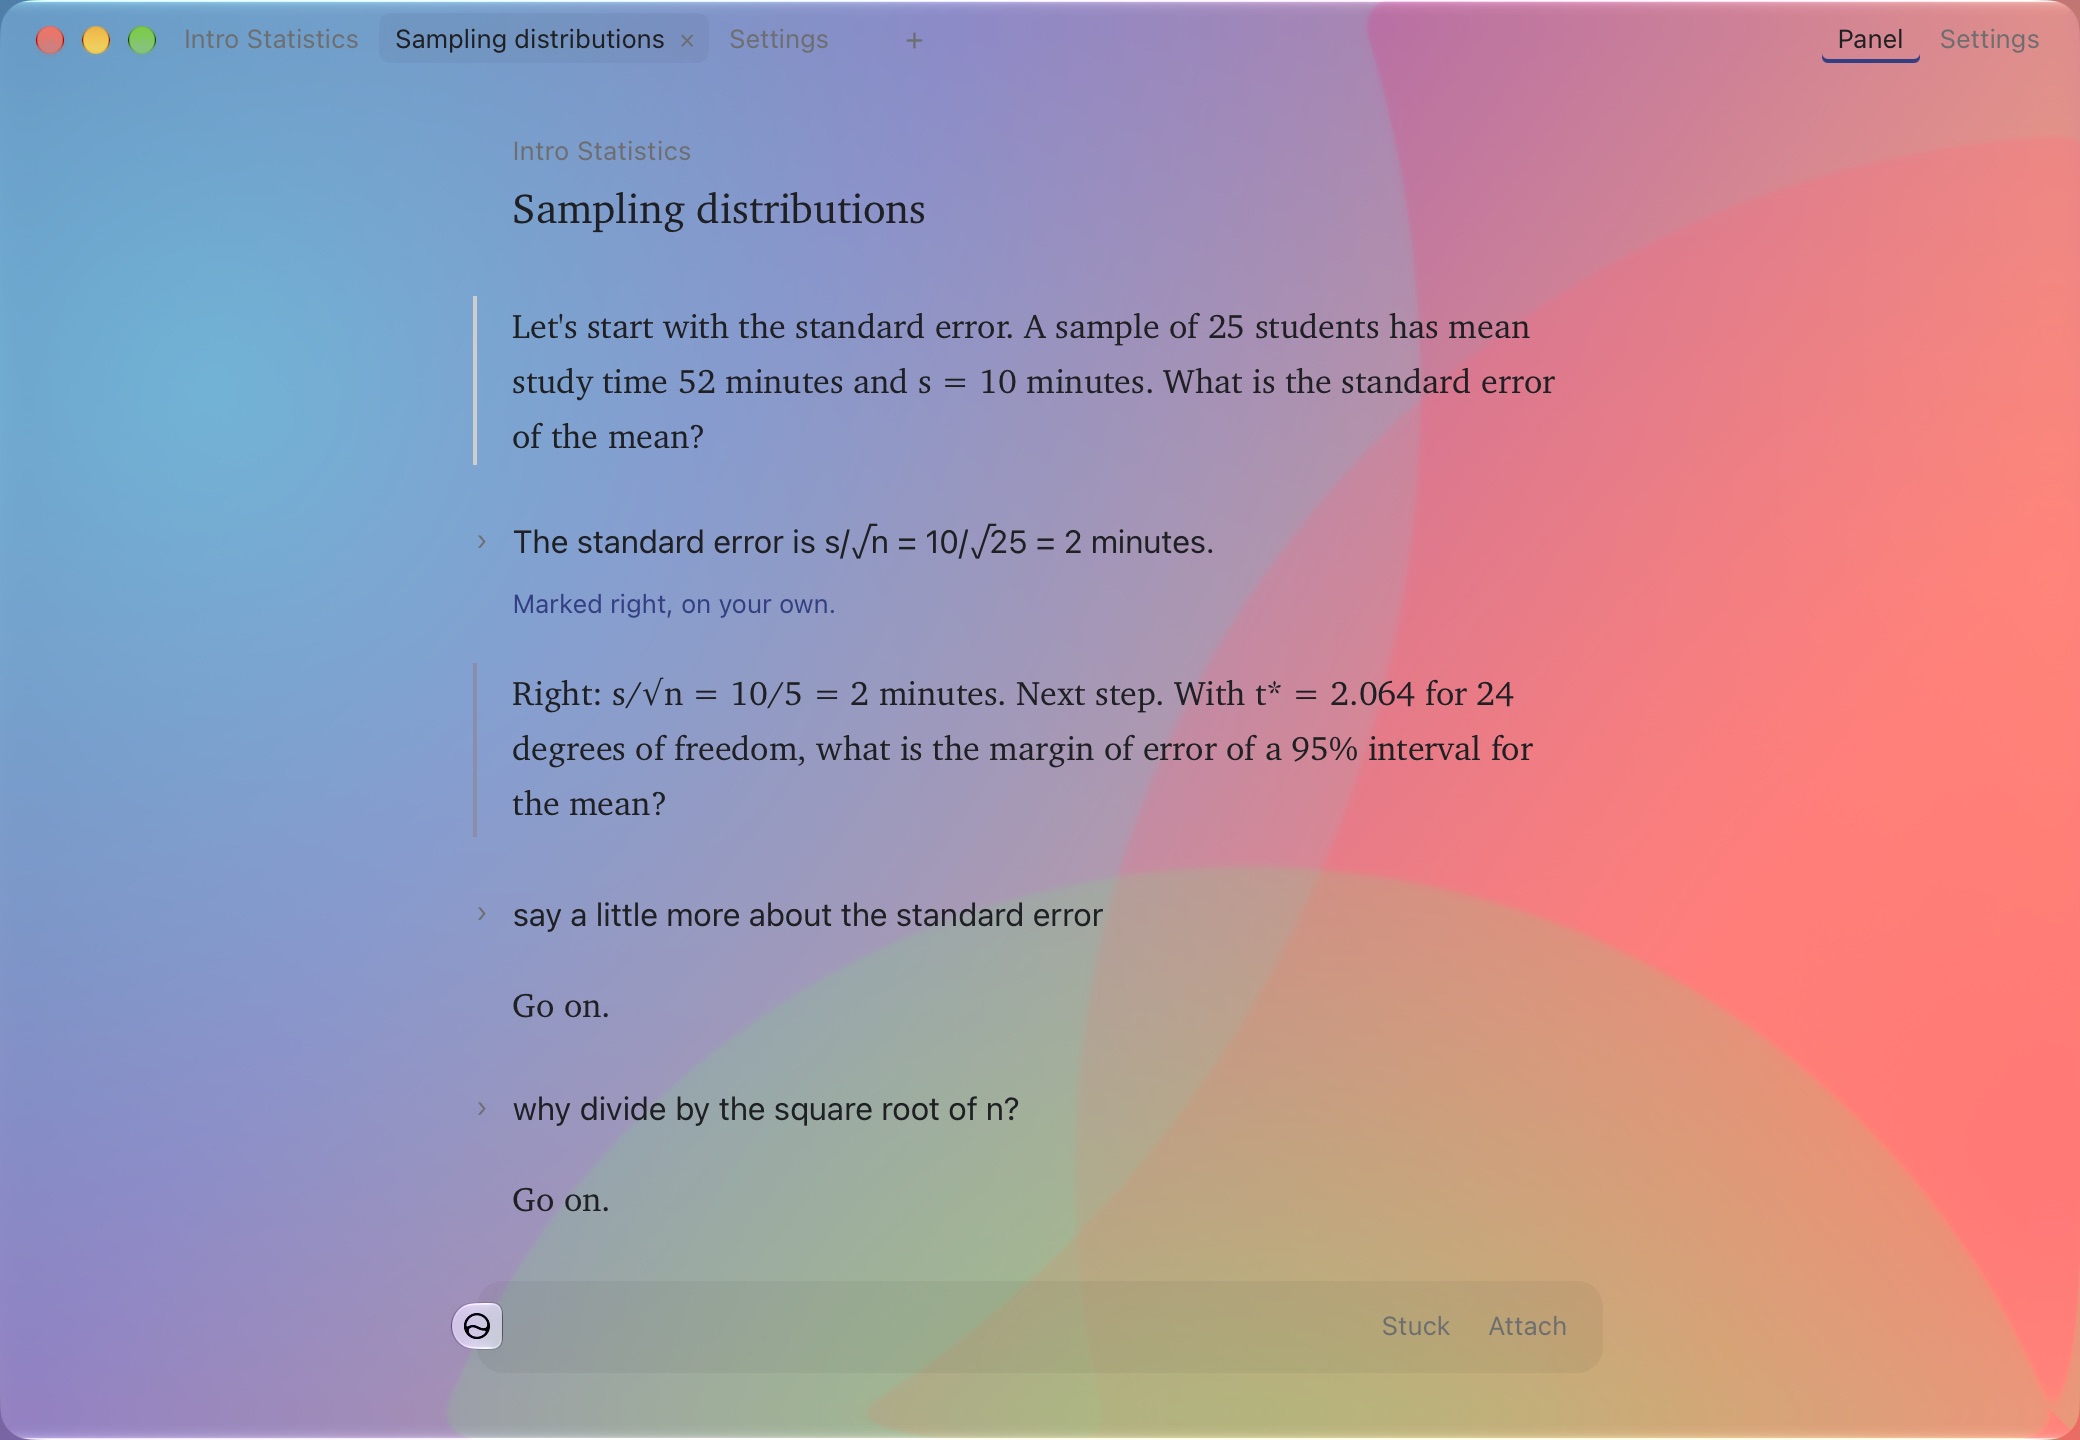 Intro Statistics
Sampling distributions ×
Settings
+
Panel
Settings
Intro Statistics
Sampling distributions
Let's start with the standard error. A sample of 25 students has mean
study time 52 minutes and s = 10 minutes. What is the standard error
of the mean?
› The standard error is s/√n = 10/√25 = 2 minutes.
Marked right, on your own.
Right: s/√n = 10/5 = 2 minutes. Next step. With t* = 2.064 for 24
degrees of freedom, what is the margin of error of a 95% interval for
the mean?
› say a little more about the standard error
Go on.
› why divide by the square root of n?
Go on.
Stuck
Attach